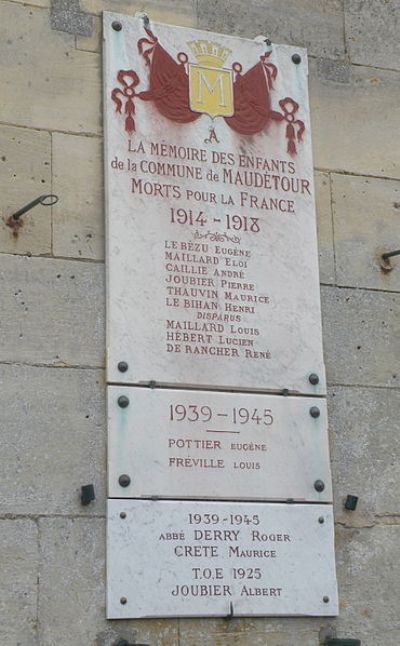 M
A
LA MÉMOIRE DES ENFANTS
de la COMMUNE de MAUDÉTOUR
MORTS POUR LA FRANCE
1914-1918
LE BEZU EUGÈNE
MAILLARD ELOI
CAILLIE ANDRÉ
JOUBIER PIERRE
THAUVIN MAURICE
LE BIHAN HENRI
DISPARUS
MAILLARD LOUIS
HÉBERT LUCIEN
DE RANCHER RENÉ
1939-1945
POTTIER EUGÈNE
FRÉVILLE LOUIS
1939-1945
ABBÉ DERRY ROGER
CRETE MAURICE
T.O.E 1925
JOUBIER ALBERT